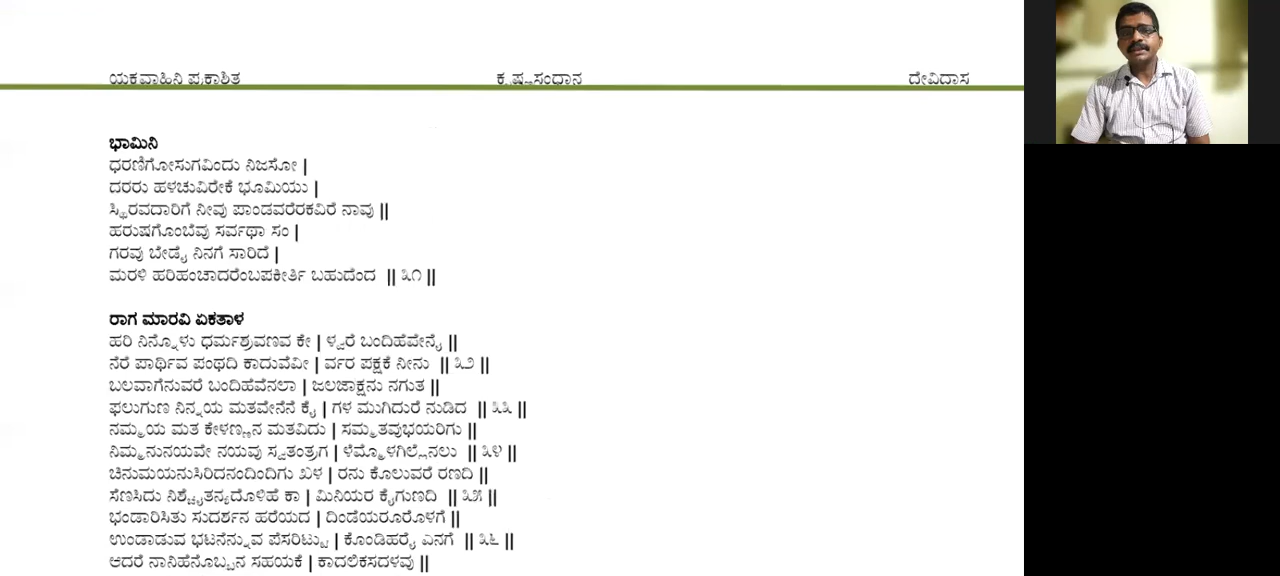 ಯಕ್ಷವಾಹಿನಿ ಪ್ರಕಾಶಿತ ಕೃಷ್ಣಸಂಧಾನ ದೇವಿದಾಸ
ಭಾಮಿನಿ
ಧರಣಿಗೋಸುಗವಿಂದು ನಿಜಸೋ |
ದರರು ಹಳಚುವಿರೇಕೆ ಭೂಮಿಯು |
ಸ್ಥಿರವದಾರಿಗೆ ನೀವು ಪಾಂಡವರೆರಕವಿರೆ ನಾವು ||
ಹರುಷಗೊಂಬೆವು ಸರ್ವಥಾ ಸಂ |
ಗರವು ಬೇಡೈ ನಿನಗೆ ಸಾರಿದೆ |
ಮರಳಿ ಹರಿಹಂಚಾದರೆಂಬಪಕೀರ್ತಿ ಬಹುದೆಂದ || ೩೧ ||
ರಾಗ ಮಾರವಿ ಏಕತಾಳ
ಹರಿ ನಿನ್ನೊಳು ಧರ್ಮಶ್ರವಣವ ಕೇ | ಳ್ವರೆ ಬಂದಿಹೆವೇನೈ ||
ನೆರೆ ಪಾರ್ಥಿವ ಪಂಥದಿ ಕಾದುವೆವೀ | ರ್ವರ ಪಕ್ಷಕೆ ನೀನು || ೩೨ ||
ಬಲವಾಗೆನುವರೆ ಬಂದಿಹೆವೆನಲಾ | ಜಲಜಾಕ್ಷನು ನಗುತ ||
ಫಲುಗುಣ ನಿನ್ನಯ ಮತವೇನೆನೆ ಕೈ | ಗಳ ಮುಗಿದುರೆ ನುಡಿದ || ೩೩ ||
ನಮ್ಮಯ ಮತ ಕೇಳಣ್ಣನ ಮತವಿದು | ಸಮ್ಮತವುಭಯರಿಗು ||
ನಿಮ್ಮನುನಯವೇ ನಯವು ಸ್ವತಂತ್ರಗ | ಳೆಮ್ಮೊಳಗಿಲ್ಲೆನಲು || ೩೪ ||
ಚಿನುಮಯನುಸಿರಿದನಂದಿಂದಿಗು ಖಳ | ರನು ಕೊಲುವರೆ ರಣದಿ ||
ಸೆಣಸಿದು ನಿಶ್ಚೈತನ್ಯದೊಳಿಹೆ ಕಾ | ಮಿನಿಯರ ಕೈಗುಣದಿ || ೩೫ ||
ಭಂಡಾರಿಸಿತು ಸುದರ್ಶನ ಹರೆಯದ | ದಿಂಡೆಯರೂರೊಳಗೆ ||
ಉಂಡಾಡುವ ಭಟನೆನ್ನುವ ಪೆಸರಿಟ್ಟು | ಕೊಂಡಿಹರೈ ಎನಗೆ || ೩೬ ||
ಆದರೆ ನಾನಿಹೆನೊಬ್ಬನ ಸಹಯಕೆ | ಕಾದಲಿಕಸದಳವು ||